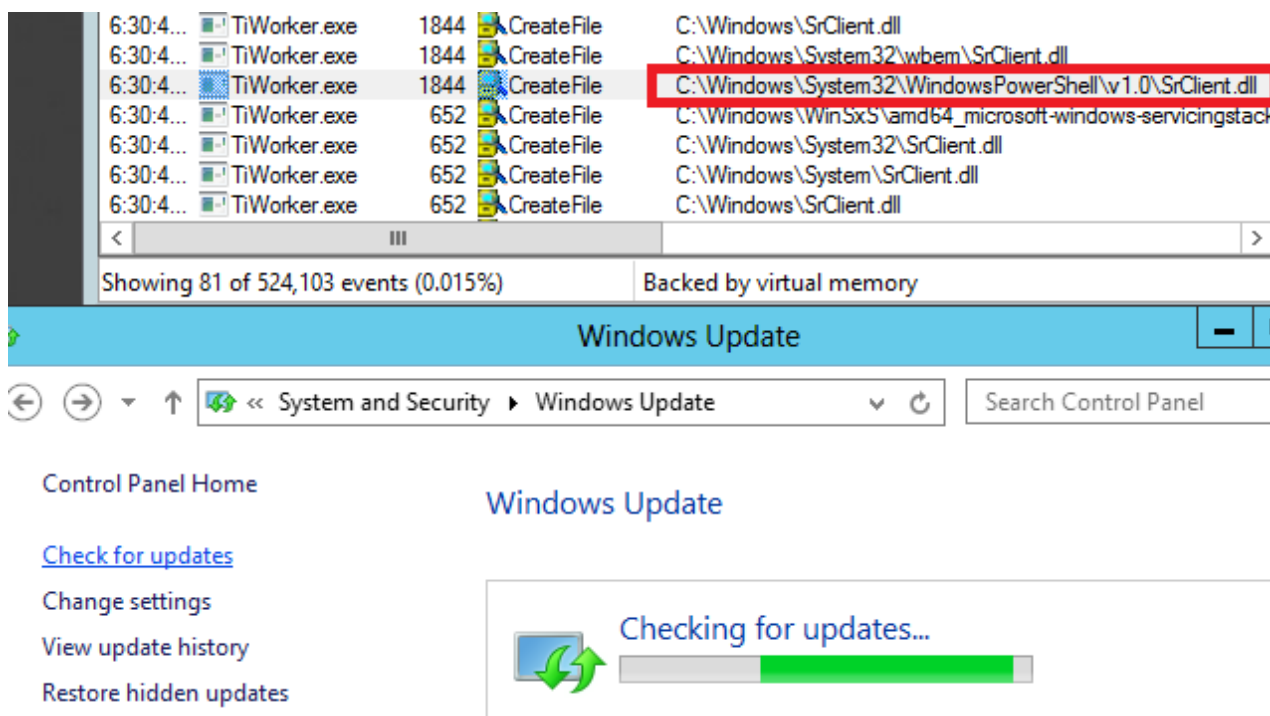 6:30:4... TiWorker.exe 1844 CreateFile C:\Windows\SrClient.dll
6:30:4... TiWorker.exe 1844 CreateFile C:\Windows\System32\wbem\SrClient.dll
6:30:4... TiWorker.exe 1844 CreateFile C:\Windows\System32\WindowsPowerShell\v1.0\SrClient.dll
6:30:4... TiWorker.exe 652 CreateFile C:\Windows\WinSxS\amd64_microsoft-windows-servicingstack
6:30:4... TiWorker.exe 652 CreateFile C:\Windows\System32\SrClient.dll
6:30:4... TiWorker.exe 652 CreateFile C:\Windows\System\SrClient.dll
6:30:4... TiWorker.exe 652 CreateFile C:\Windows\SrClient.dll
Showing 81 of 524,103 events (0.015%) Backed by virtual memory
Windows Update
« System and Security Windows Update Search Control Panel
Control Panel Home
Windows Update
Check for updates
Change settings
Checking for updates...
View update history
Restore hidden updates